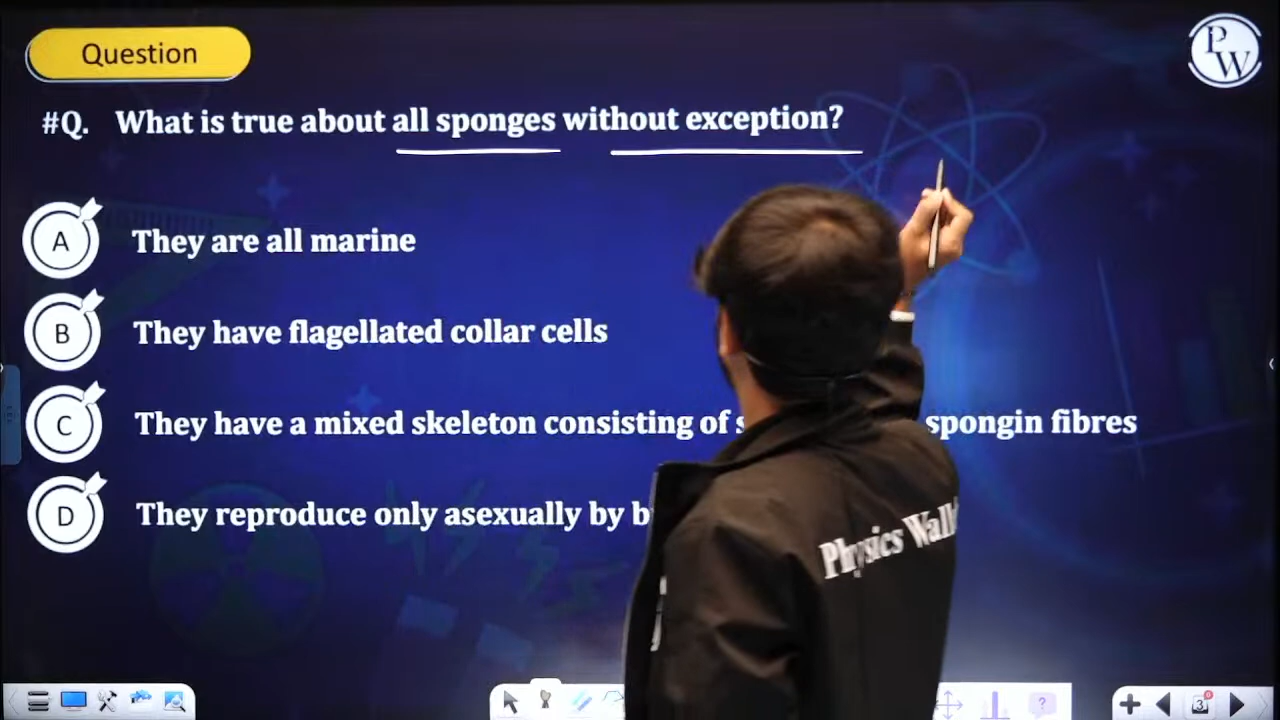 Question
P
W
#Q. What is true about all sponges without exception?
A They are all marine
B They have flagellated collar cells
C They have a mixed skeleton consisting of spongin fibres
D They reproduce only asexually by
Physics
3